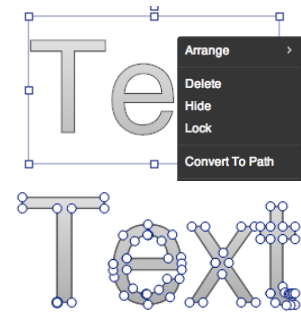 Te
Arrange
Delete
Hide
Lock
Convert To Path
Text